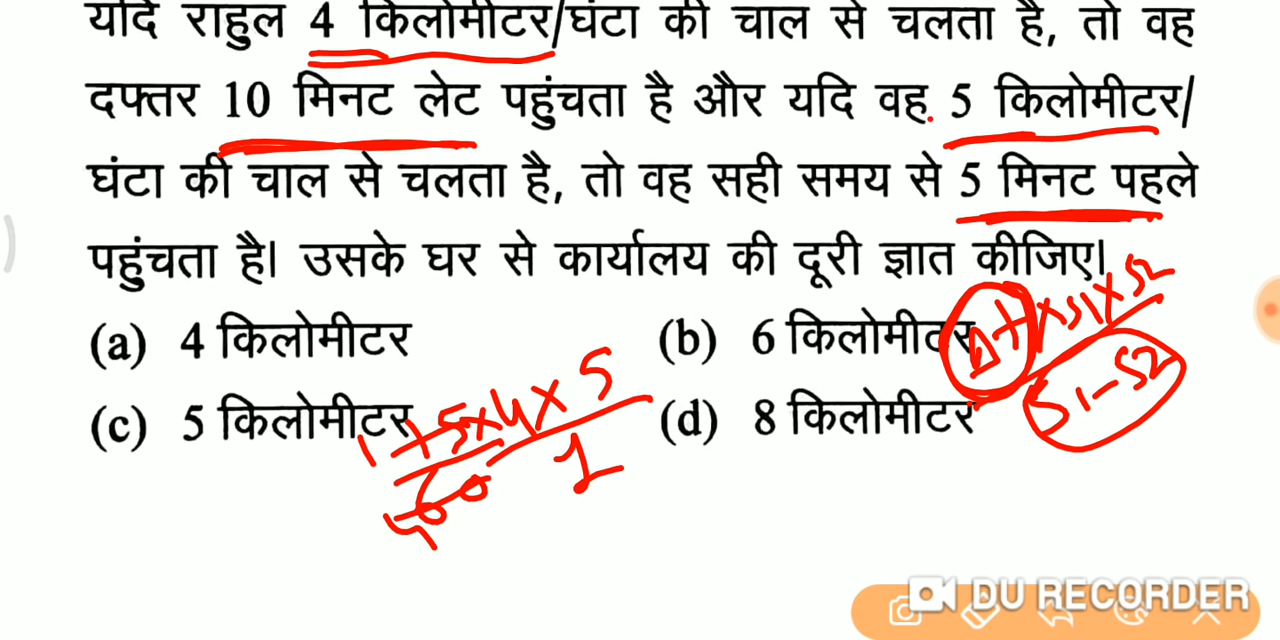 यदि राहुल 4 किलोमीटर/घंटा की चाल से चलता है, तो वह
दफ्तर 10 मिनट लेट पहुंचता है और यदि वह 5 किलोमीटर/
घंटा की चाल से चलता है, तो वह सही समय से 5 मिनट पहले
पहुंचता है। उसके घर से कार्यालय की दूरी ज्ञात कीजिए।
(a) 4 किलोमीटर (b) 6 किलोमीटर
(c) 5 किलोमीटर (d) 8 किलोमीटर
Δt × S1 × S2
S1 - S2
15 × 4 × 5
60 1
DU RECORDER